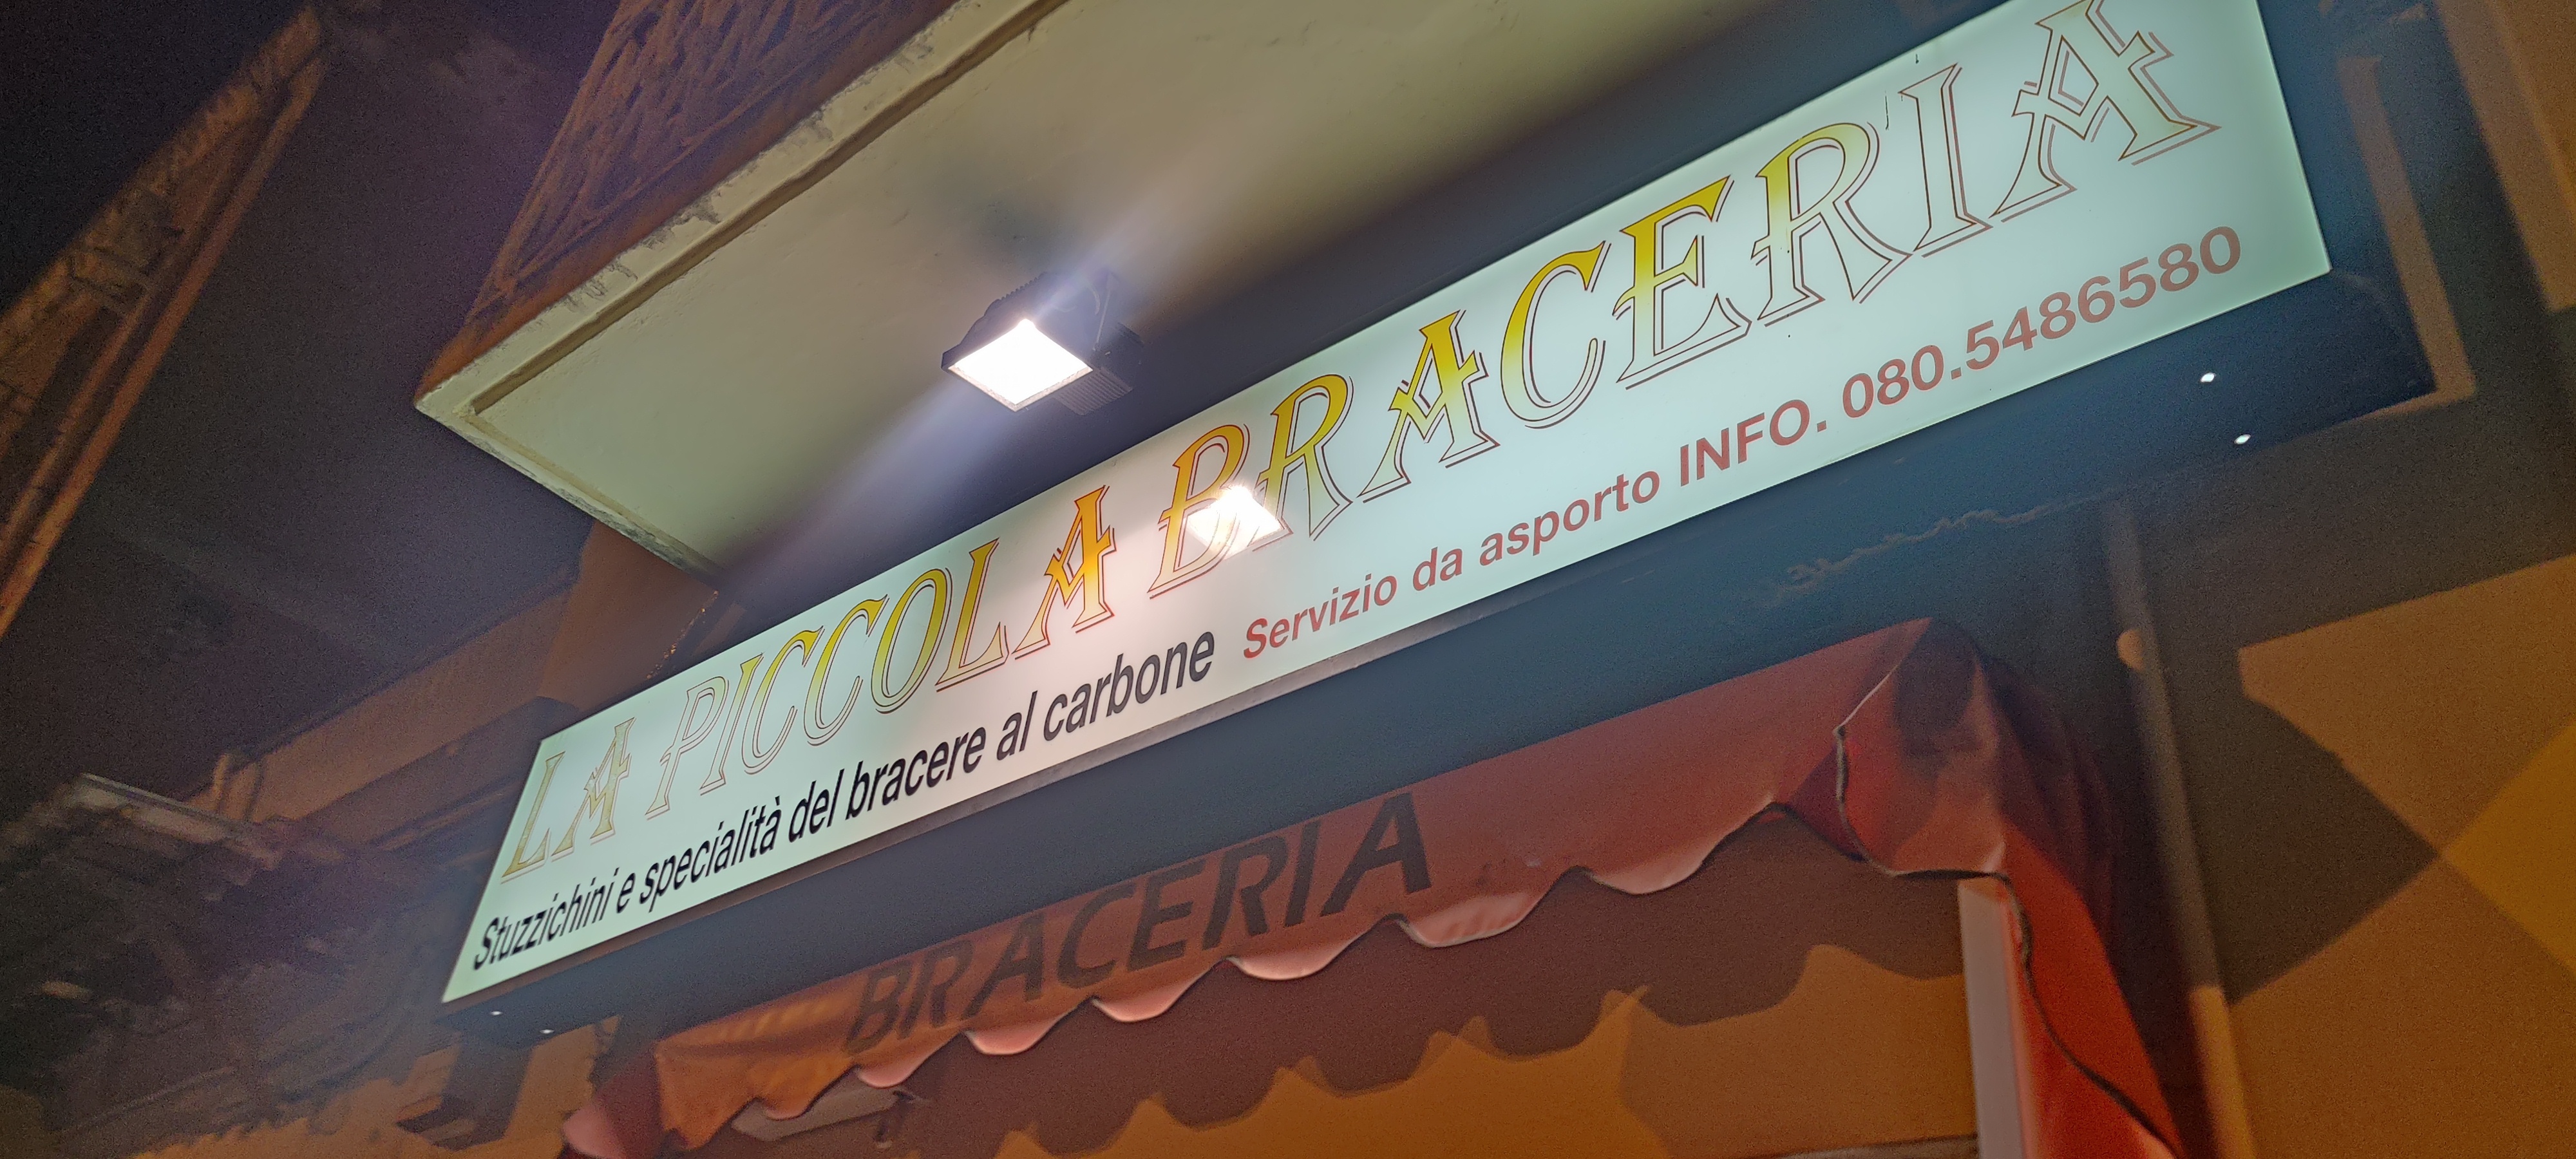 LA PICCOLA BRACERIA
Stuzzichini e specialità del bracere al carbone Servizio da asporto INFO. 080.5486580
BRACERIA